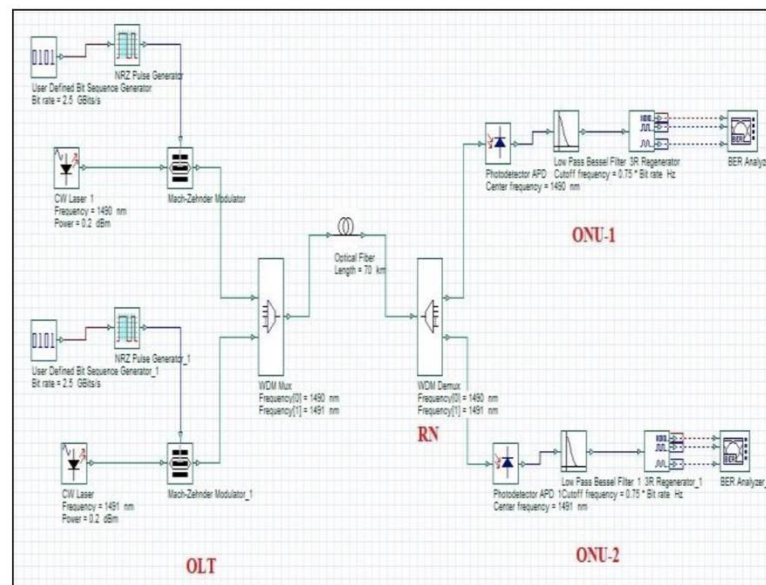 NRZ Pulse Generator
User Defined Bit Sequence Generator
Bit rate = 2.5 GBits/s
CW Laser 1
Frequency = 1490 nm
Power = 0.2 dBm
Mach-Zehnder Modulator
NRZ Pulse Generator_1
User Defined Bit Sequence Generator_1
Bit rate = 2.5 GBits/s
CW Laser
Frequency = 1491 nm
Power = 0.2 dBm
Mach-Zehnder Modulator_1
OLT
WDM Mux
Frequency[0] = 1490 nm
Frequency[1] = 1491 nm
Optical Fiber
Length = 70 km
WDM Demux
Frequency[0] = 1490 nm
Frequency[1] = 1491 nm
RN
Photodetector APD
Center frequency = 1490 nm
Low Pass Bessel Filter
Cutoff frequency = 0.75 * Bit rate Hz
3R Regenerator
BER Analyzer
BER
ONU-1
Photodetector APD 1
Center frequency = 1491 nm
Low Pass Bessel Filter 1
Cutoff frequency = 0.75 * Bit rate Hz
3R Regenerator_1
BER Analyzer_
BER
ONU-2